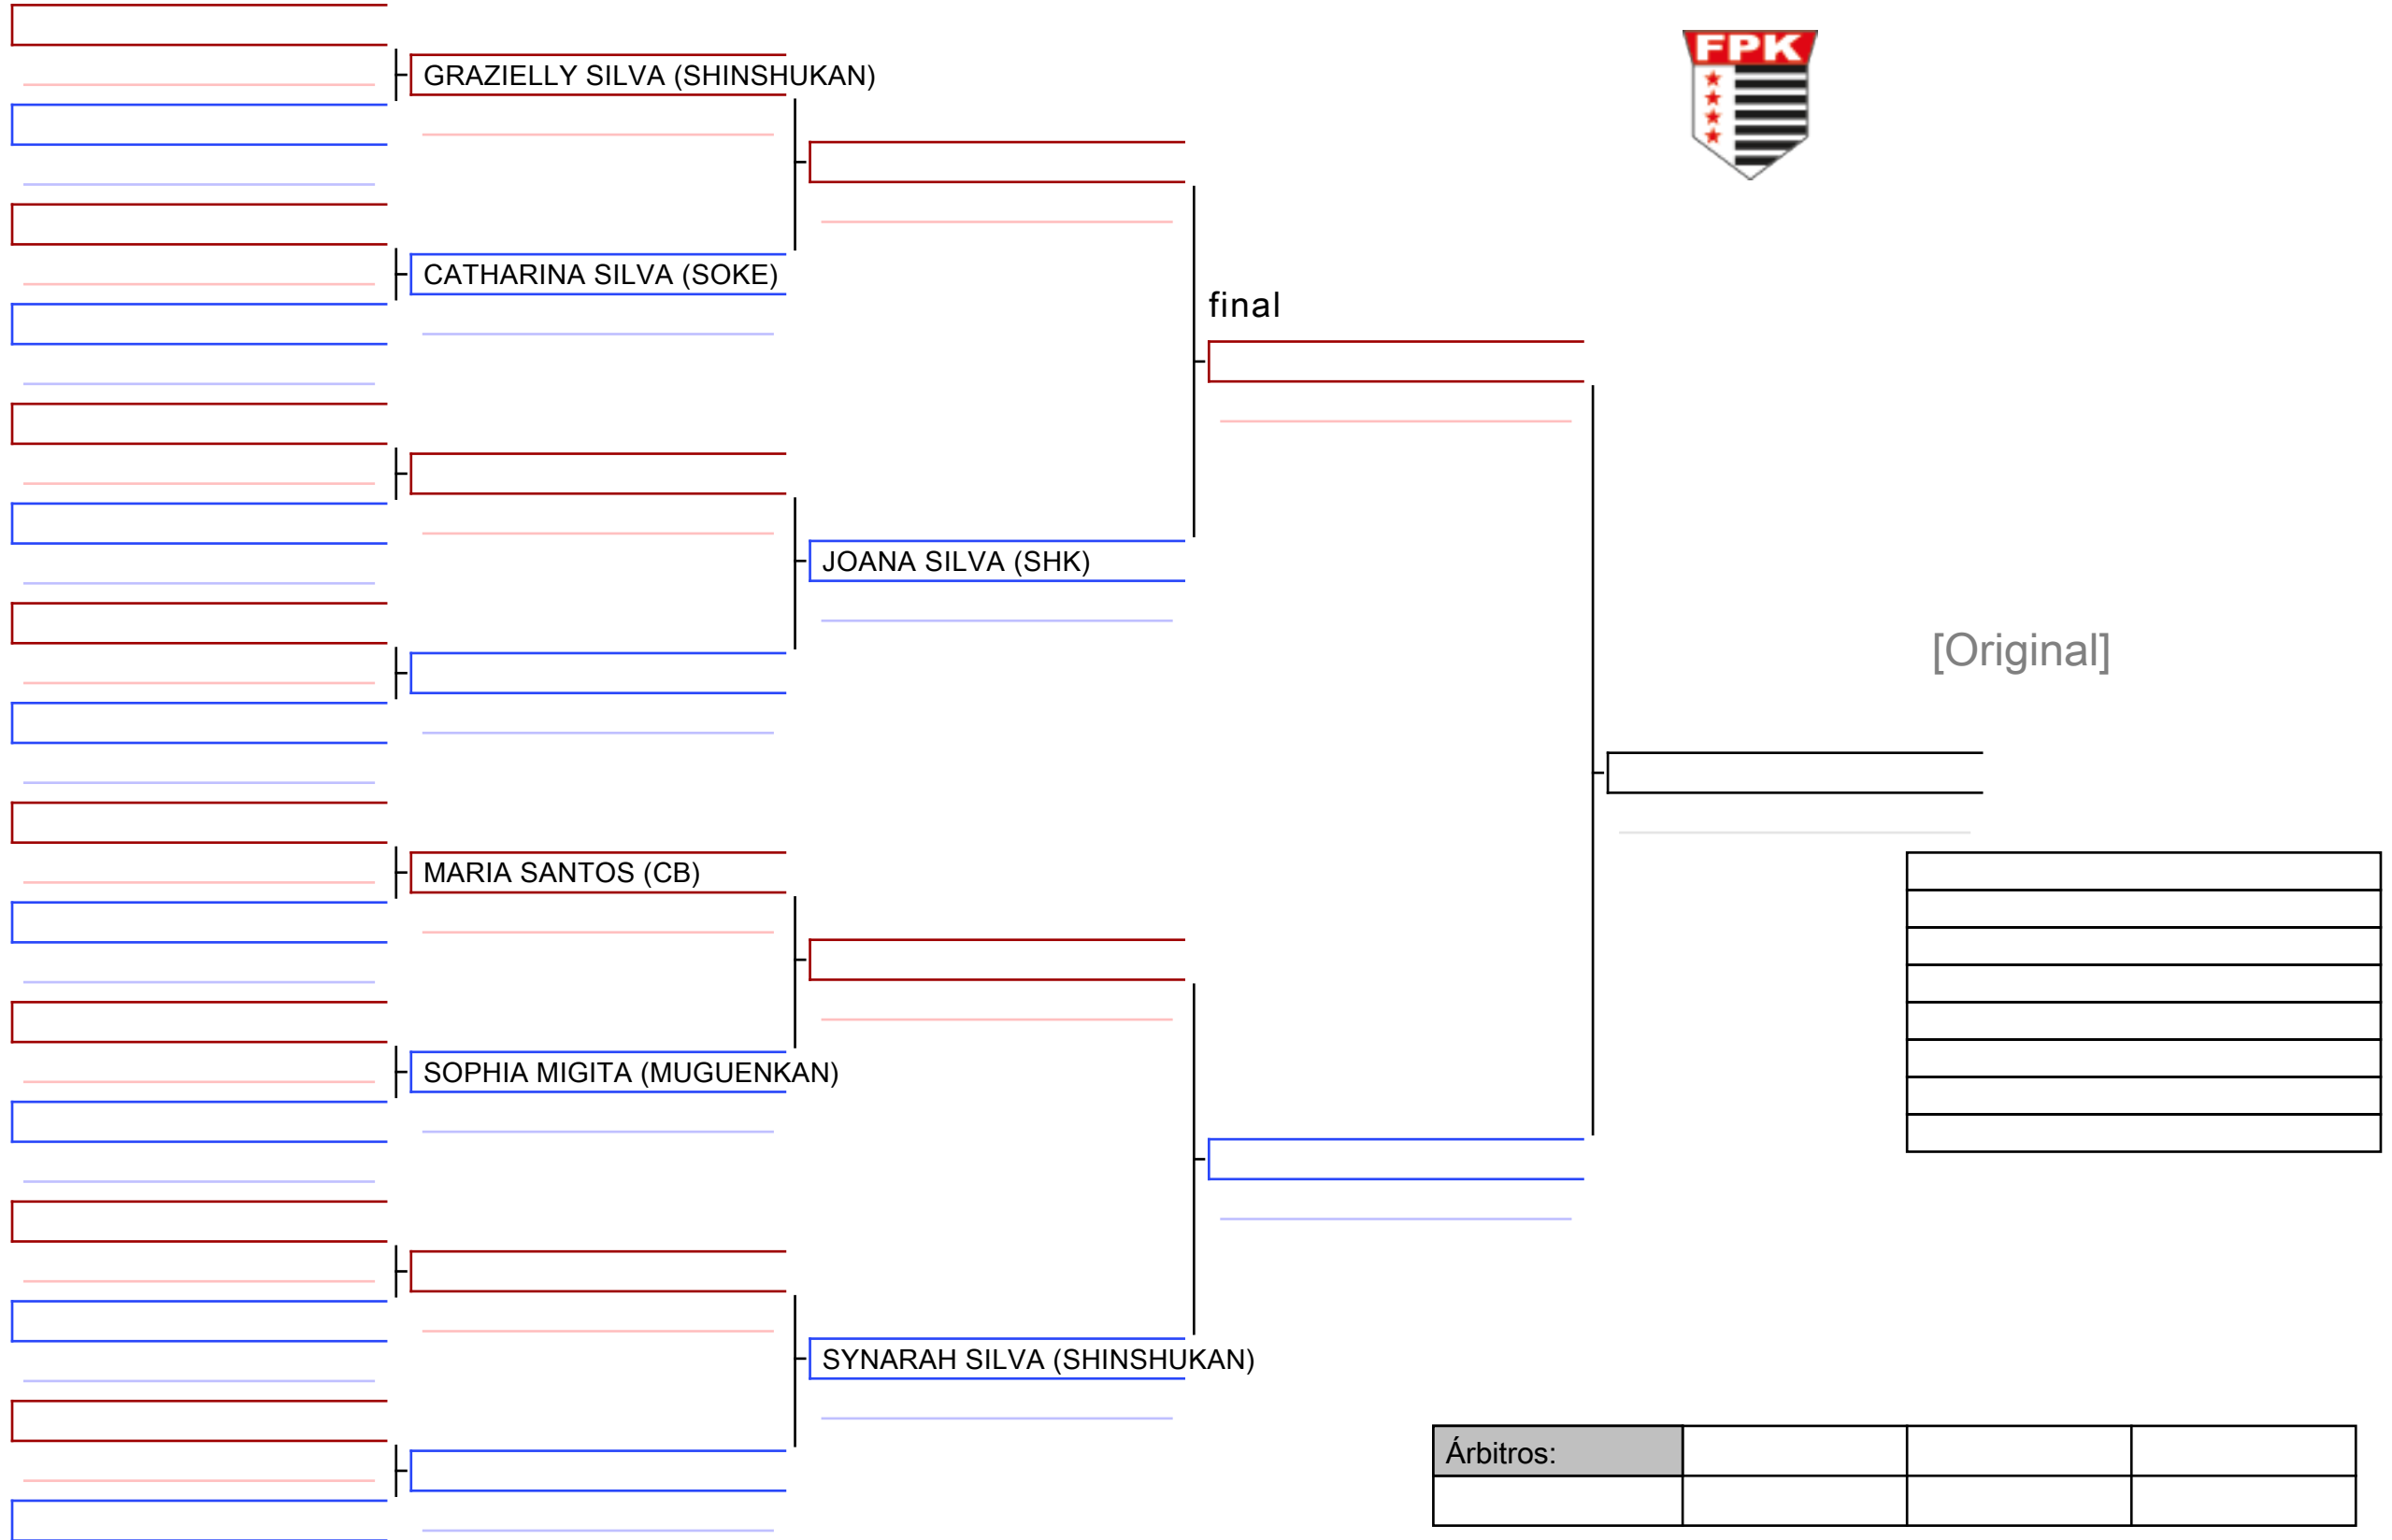 FPK
GRAZIELLY SILVA (SHINSHUKAN)
CATHARINA SILVA (SOKE)
final
JOANA SILVA (SHK)
[Original]
MARIA SANTOS (CB)
SOPHIA MIGITA (MUGUENKAN)
SYNARAH SILVA (SHINSHUKAN)
Árbitros: